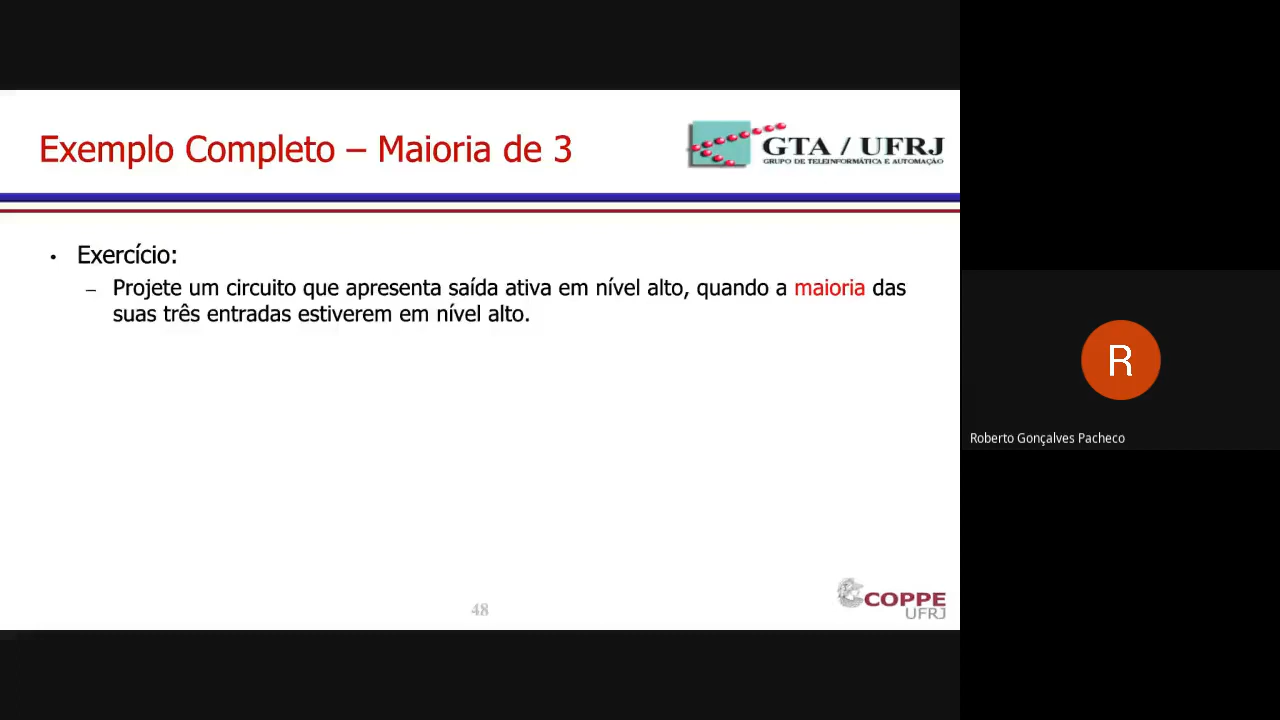 Exemplo Completo – Maioria de 3
GTA / UFRJ
GRUPO DE TELEINFORMÁTICA E AUTOMAÇÃO
• Exercício:
– Projete um circuito que apresenta saída ativa em nível alto, quando a maioria das
suas três entradas estiverem em nível alto.
R
Roberto Gonçalves Pacheco
48
COPPE
UFRJ